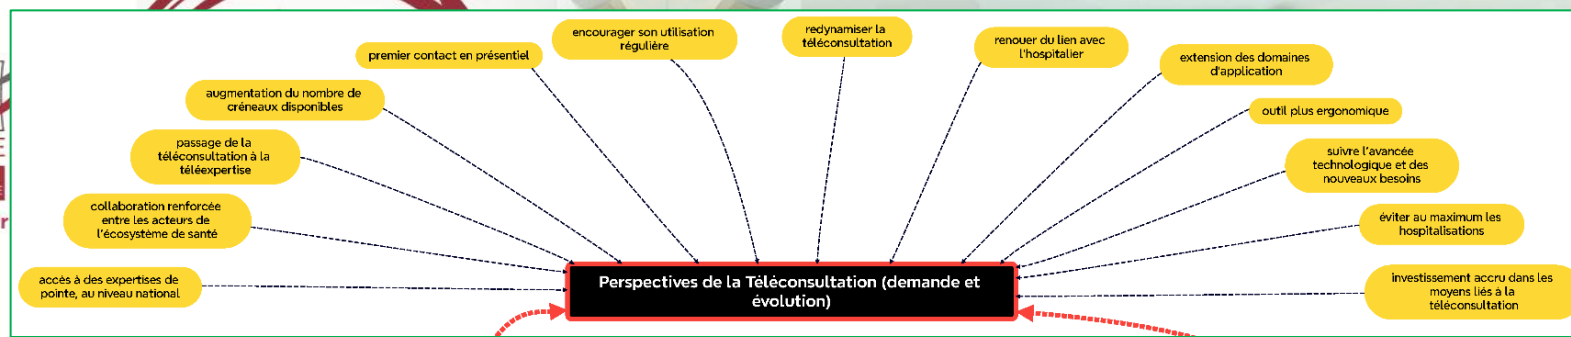 encourager son utilisation
régulière
redynamiser la
téléconsultation
renouer du lien avec
l'hospitalier
premier contact en présentiel
extension des domaines
d'application
augmentation du nombre de
créneaux disponibles
outil plus ergonomique
passage de la
téléconsultation à la
téléexpertise
suivre l'avancée
technologique et des
nouveaux besoins
collaboration renforcée
entre les acteurs de
l'écosystème de santé
éviter au maximum les
hospitalisations
accès à des expertises de
pointe, au niveau national
Perspectives de la Téléconsultation (demande et
évolution)
investissement accru dans les
moyens liés à la
téléconsultation